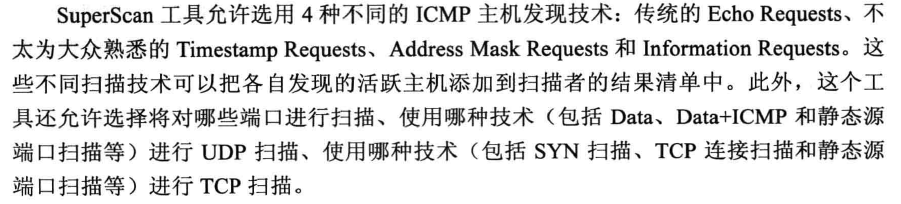 SuperScan 工具允许选用 4 种不同的 ICMP 主机发现技术：传统的 Echo Requests、不
太为大众熟悉的 Timestamp Requests、Address Mask Requests 和 Information Requests。这
些不同扫描技术可以把各自发现的活跃主机添加到扫描者的结果清单中。此外，这个工
具还允许选择将对哪些端口进行扫描、使用哪种技术（包括 Data、Data+ICMP 和静态源
端口扫描等）进行 UDP 扫描、使用哪种技术（包括 SYN 扫描、TCP 连接扫描和静态源
端口扫描等）进行 TCP 扫描。